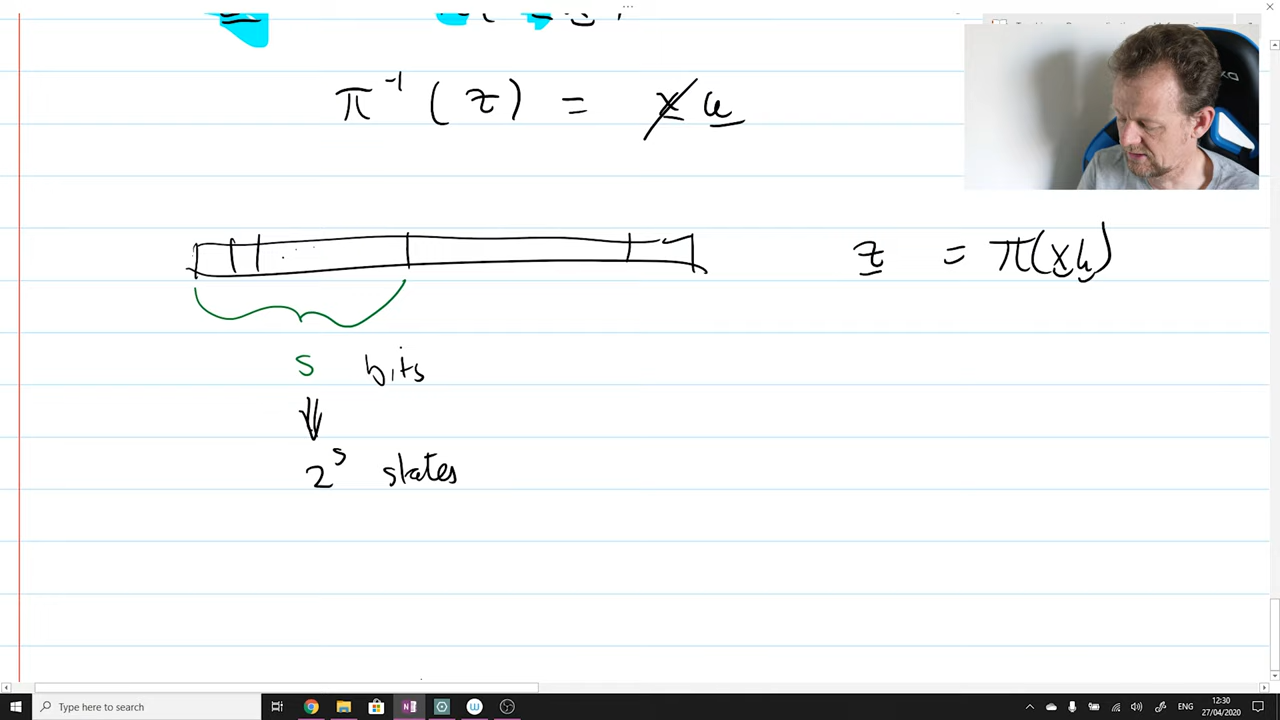 π⁻¹ (z) = x u
z = π(x u)
s bits
⇓
2ˢ states
Type here to search
ENG
12:30
27/04/2020